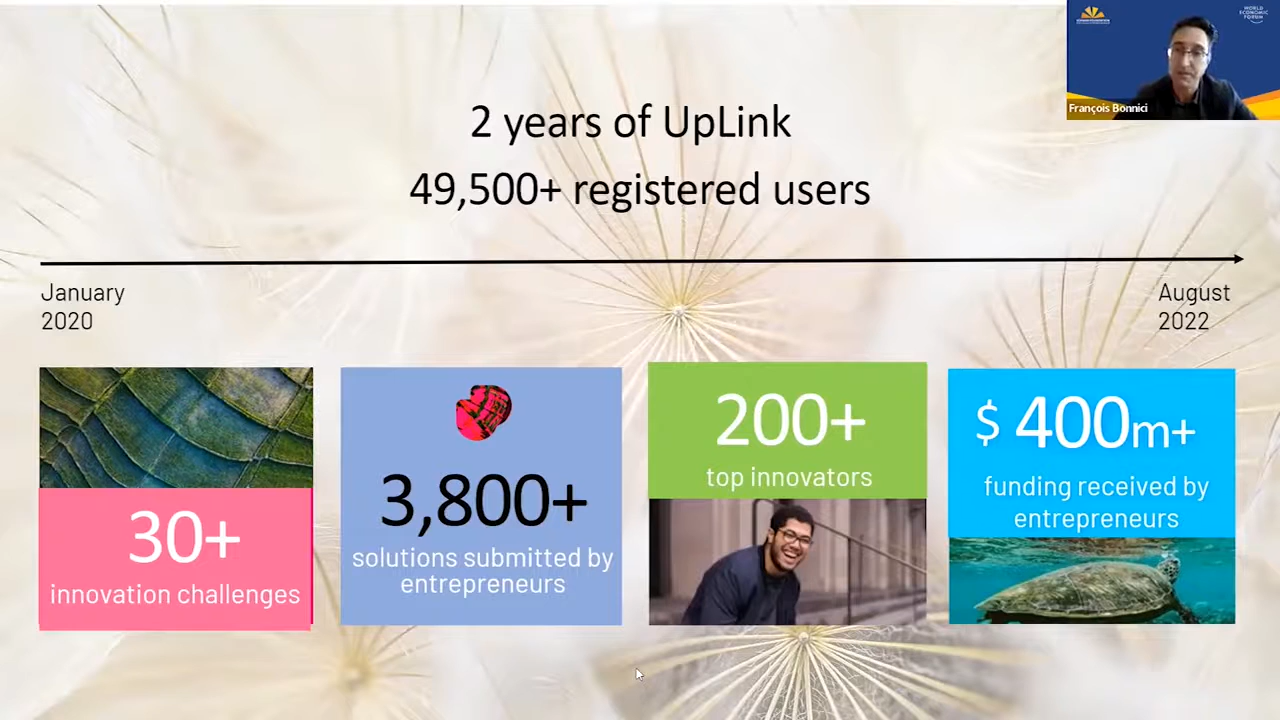 2 years of UpLink
49,500+ registered users
WORLD
ECONOMIC
FORUM
François Bonnici
January
2020
August
2022
30+
innovation challenges
3,800+
solutions submitted by
entrepreneurs
200+
top innovators
$ 400m+
funding received by
entrepreneurs